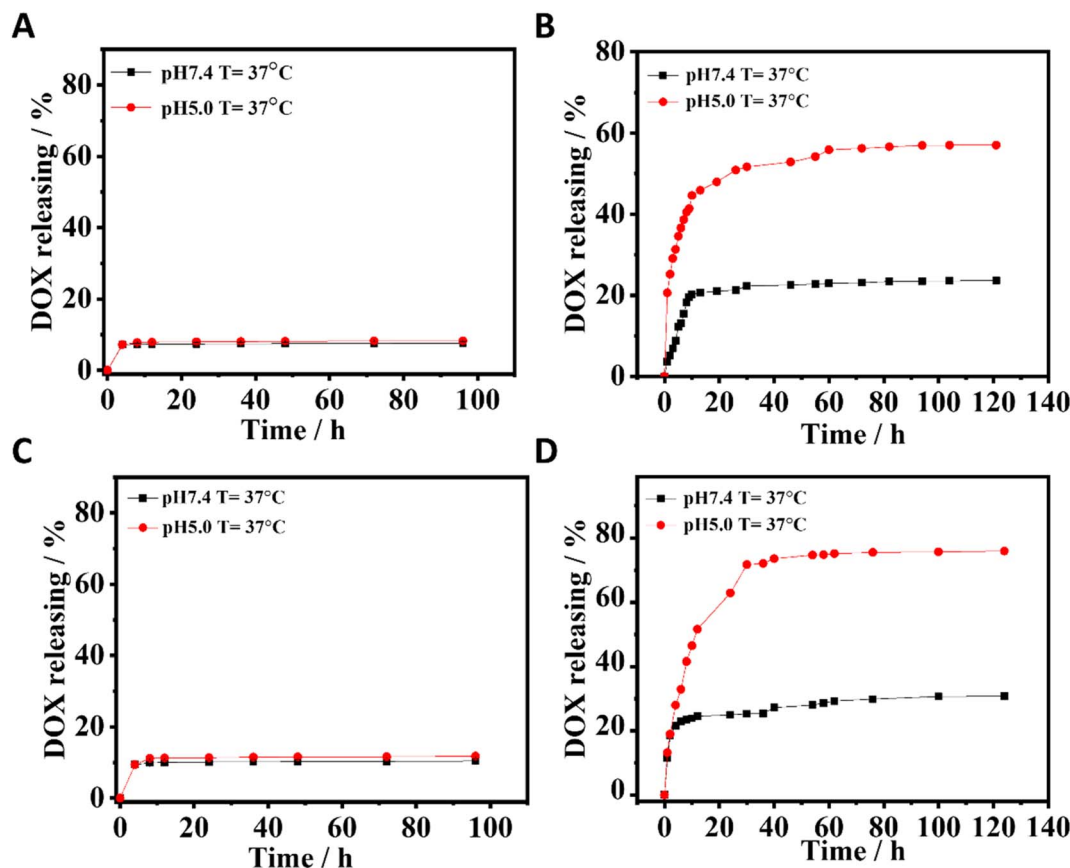 A
pH7.4 T= 37°C
pH5.0 T= 37°C
DOX releasing / %
80
60
40
20
0
0 20 40 60 80 100
Time / h
B
pH7.4 T= 37°C
pH5.0 T= 37°C
DOX releasing / %
80
60
40
20
0
0 20 40 60 80 100 120 140
Time / h
C
pH7.4 T= 37°C
pH5.0 T= 37°C
DOX releasing / %
80
60
40
20
0
0 20 40 60 80 100
Time / h
D
pH7.4 T= 37°C
pH5.0 T= 37°C
DOX releasing / %
80
60
40
20
0
0 20 40 60 80 100 120 140
Time / h